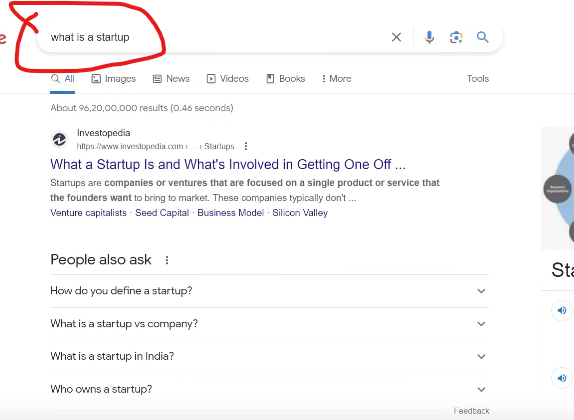 what is a startup
All Images News Videos Books More Tools
About 96,20,00,000 results (0.46 seconds)
Investopedia
https://www.investopedia.com › ... › Startups
What a Startup Is and What's Involved in Getting One Off ...
Startups are companies or ventures that are focused on a single product or service that
the founders want to bring to market. These companies typically don't ...
Venture capitalists · Seed Capital · Business Model · Silicon Valley
People also ask
How do you define a startup?
What is a startup vs company?
What is a startup in India?
Who owns a startup?
Feedback